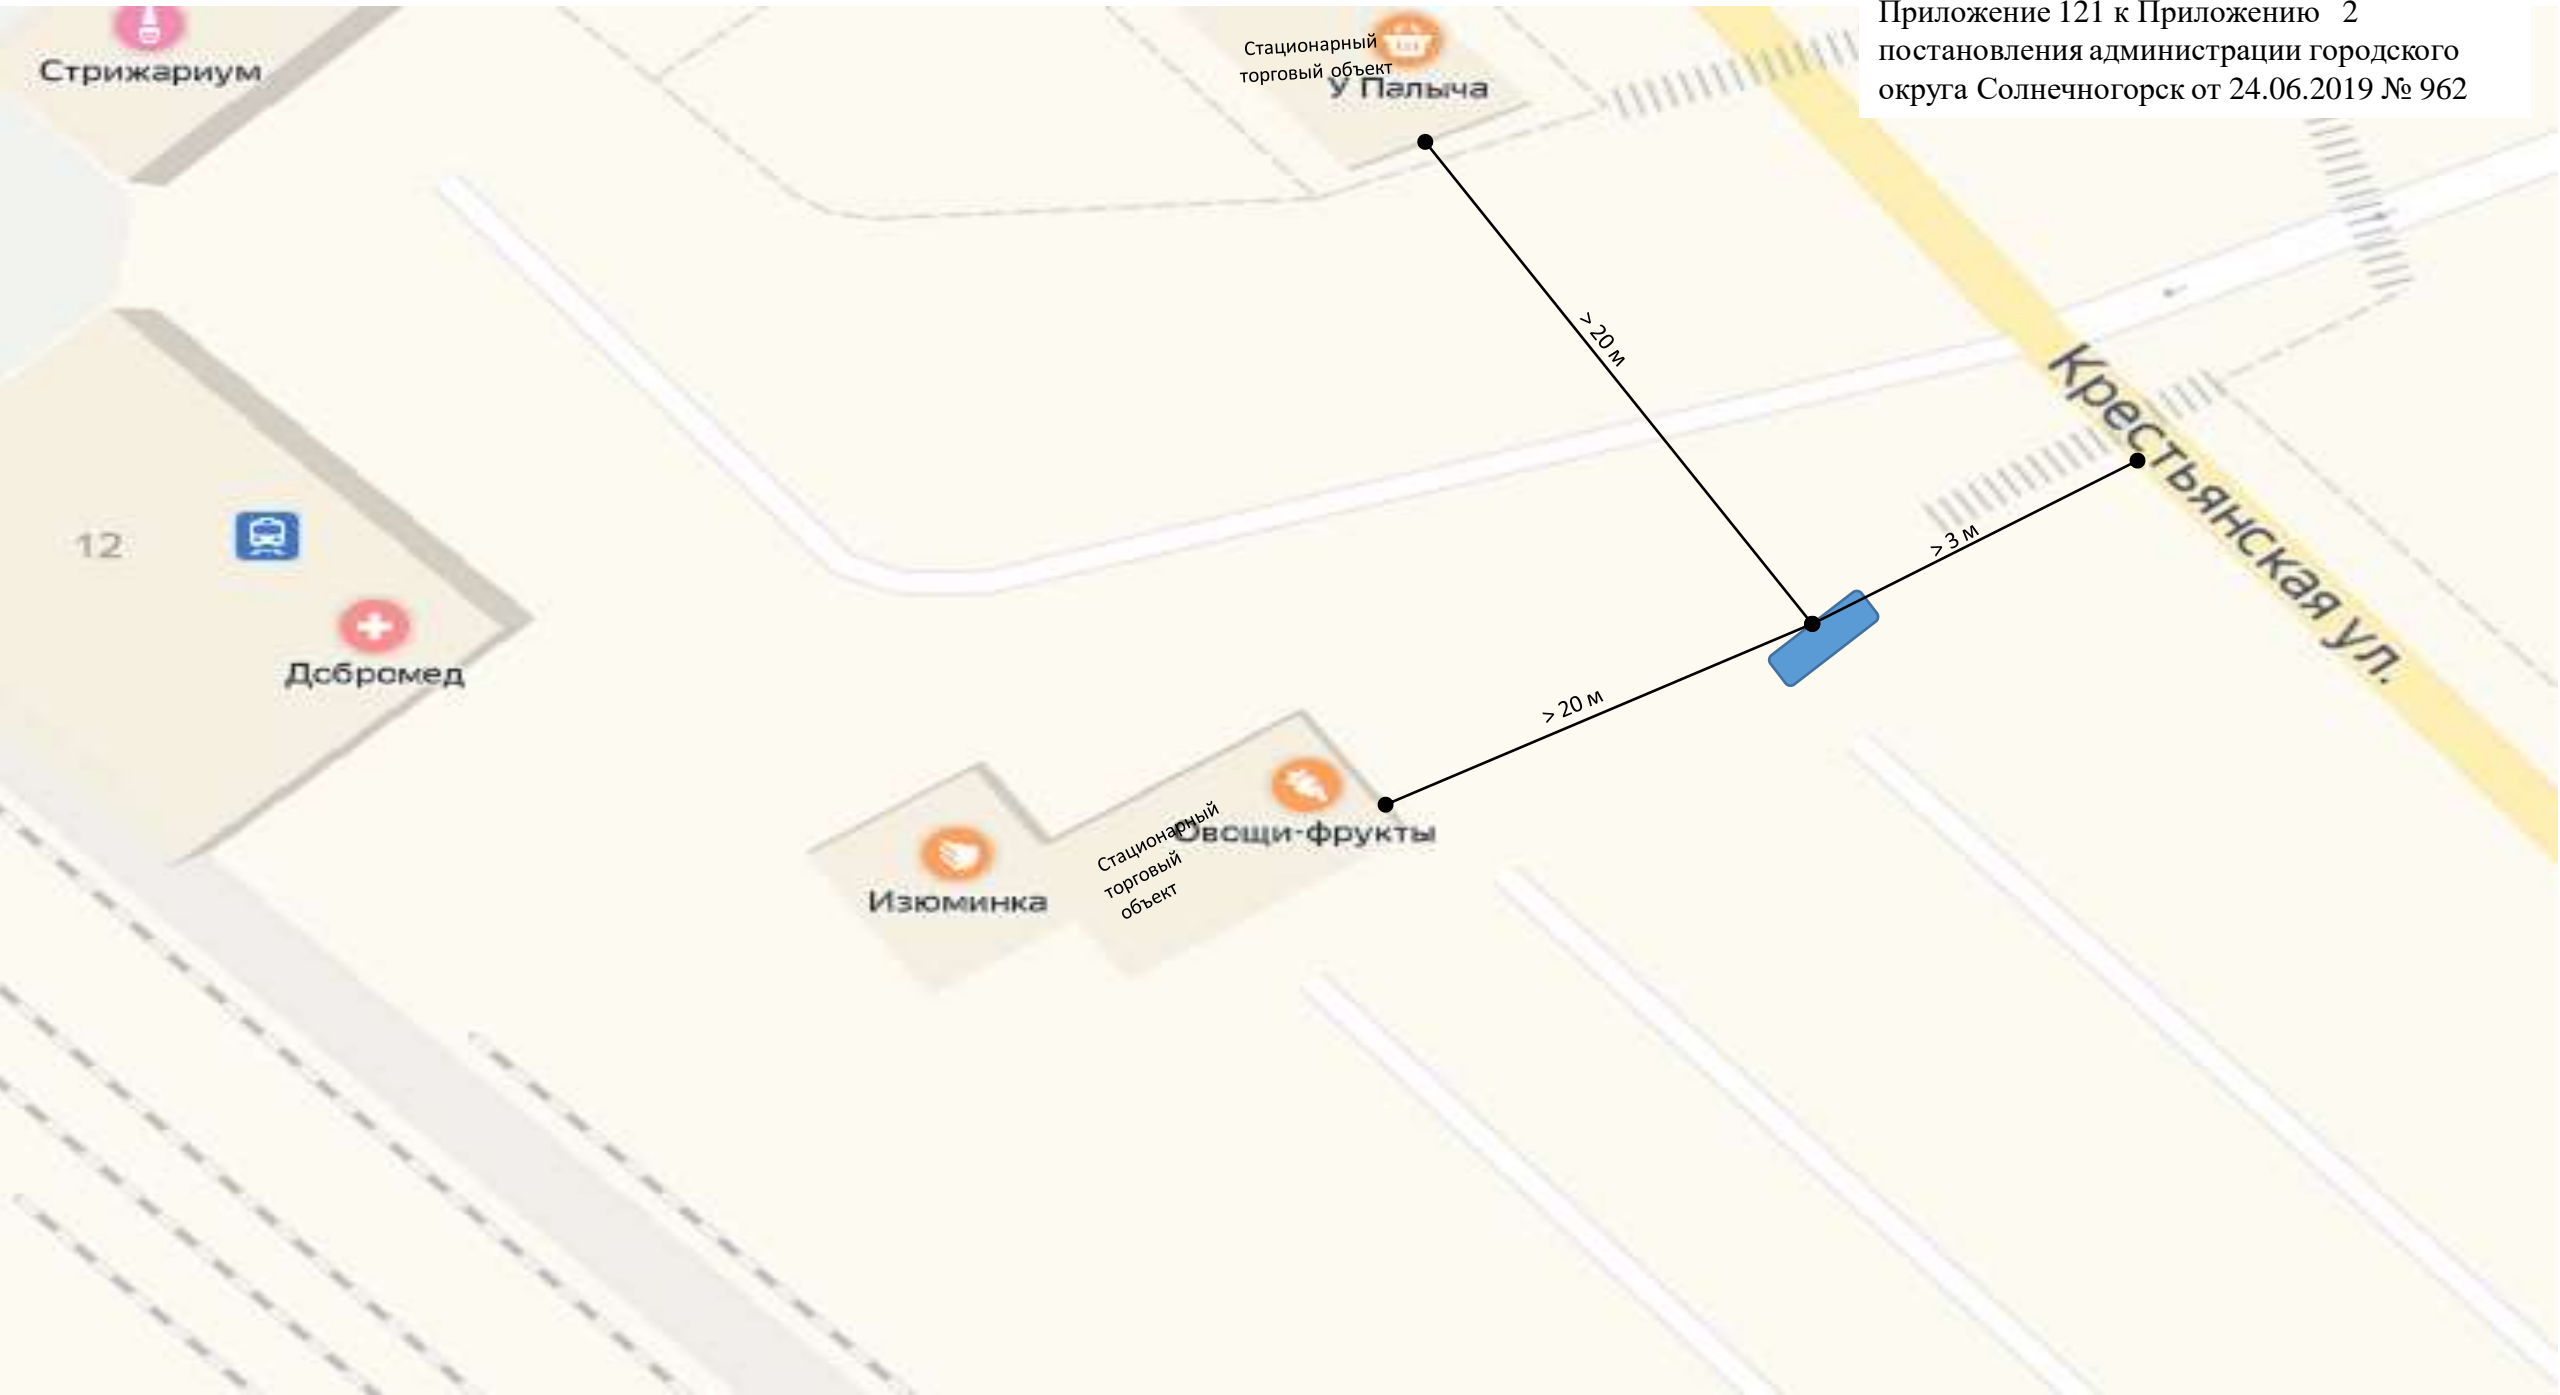 Приложение 121 к Приложению 2
постановления администрации городского
округа Солнечногорск от 24.06.2019 № 962
Стрижариум
Стационарный
торговый объект
У Палыча
> 20 м
Крестьянская ул.
> 3 м
12
Добромед
> 20 м
Овощи-фрукты
Стационарный
торговый
объект
Изюминка